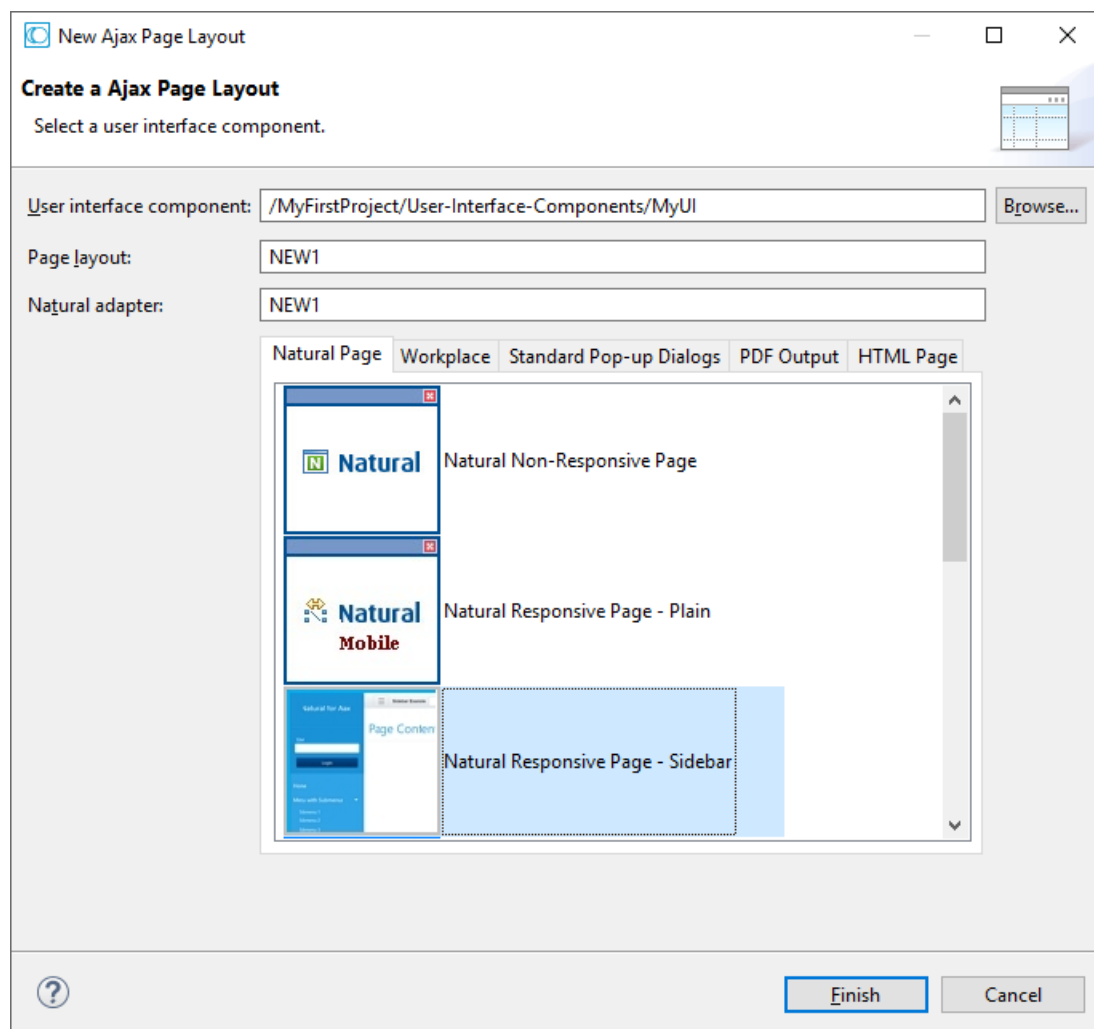 New Ajax Page Layout
Create a Ajax Page Layout
Select a user interface component.
User interface component: /MyFirstProject/User-Interface-Components/MyUI Browse...
Page layout: NEW1
Natural adapter: NEW1
Natural Page Workplace Standard Pop-up Dialogs PDF Output HTML Page
N Natural Natural Non-Responsive Page
Natural
Mobile
Natural Responsive Page - Plain
Natural for Ajax
Page Conten
Login
Home
Menu with Submenus
Natural Responsive Page - Sidebar
? Finish Cancel